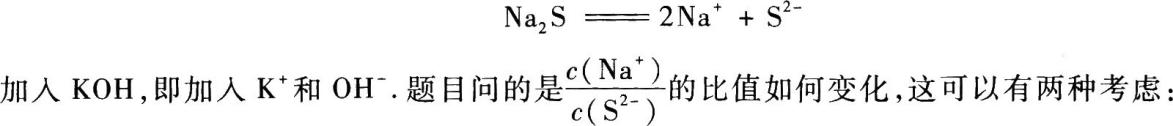 Na₂S ══ 2Na⁺ + S²⁻
加入 KOH,即加入 K⁺和 OH⁻.题目问的是c(Na⁺)/c(S²⁻)的比值如何变化,这可以有两种考虑: